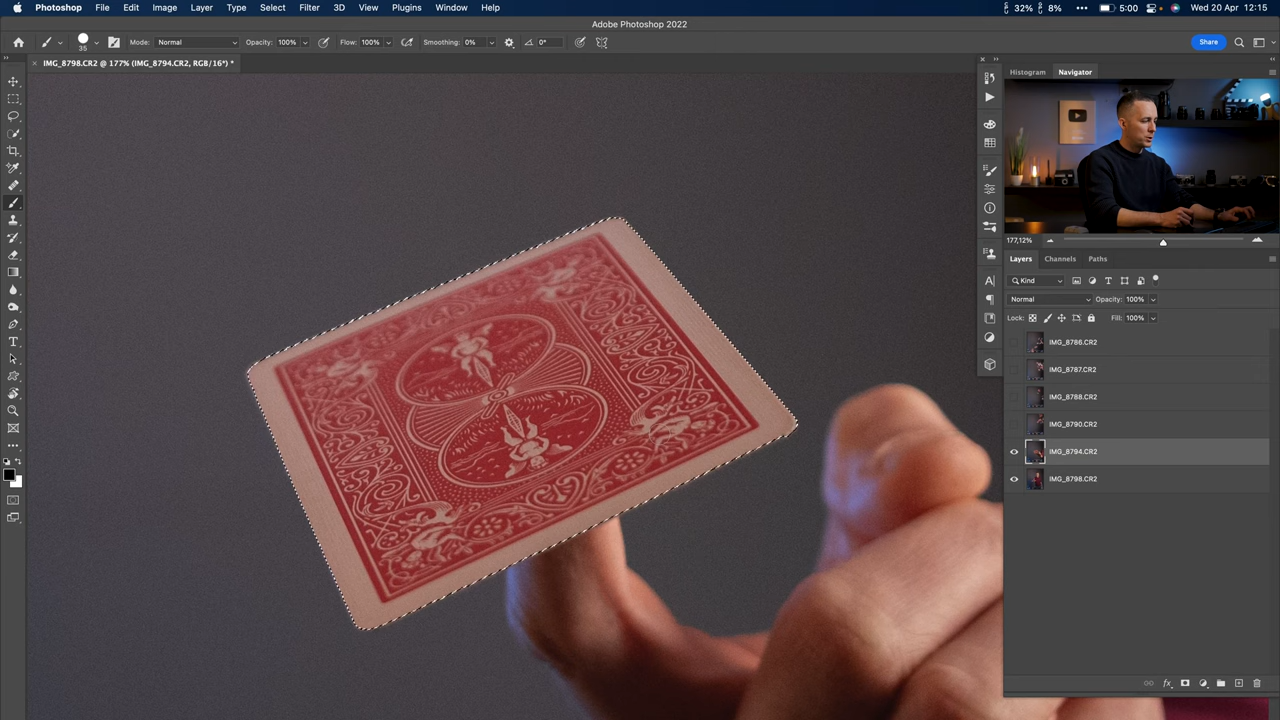 Photoshop File Edit Image Layer Type Select Filter 3D View Plugins Window Help 32% 8% 5:00 Wed 20 Apr 12:15
Adobe Photoshop 2022
35 Mode: Normal Opacity: 100% Flow: 100% Smoothing: 0% 0° Share
IMG_8798.CR2 @ 177% (IMG_8794.CR2, RGB/16*) *
Histogram Navigator
177,12%
Layers Channels Paths
Kind
Normal Opacity: 100%
Lock: Fill: 100%
IMG_8786.CR2
IMG_8787.CR2
IMG_8788.CR2
IMG_8790.CR2
IMG_8794.CR2
IMG_8798.CR2